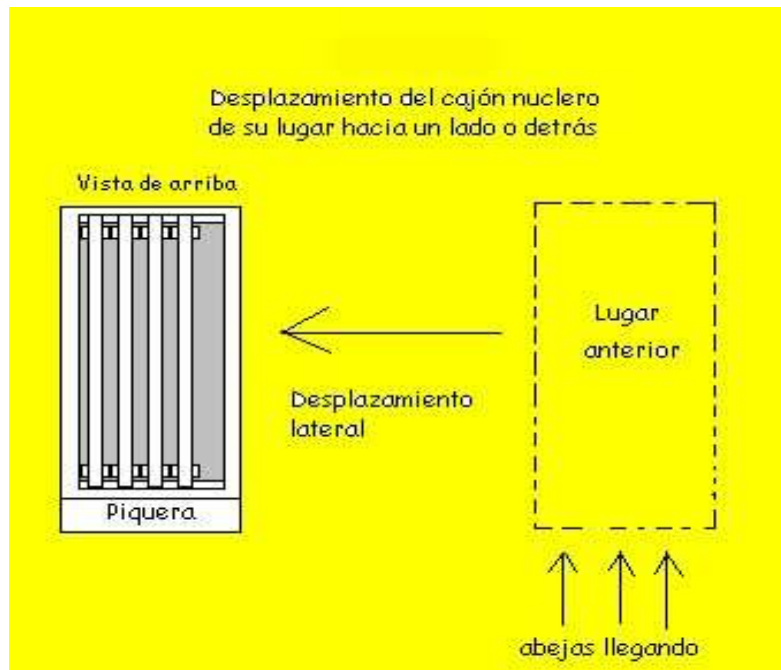 Desplazamiento del cajón nuclero
de su lugar hacia un lado o detrás
Vista de arriba
Lugar
anterior
Desplazamiento
lateral
Piquera
abejas llegando